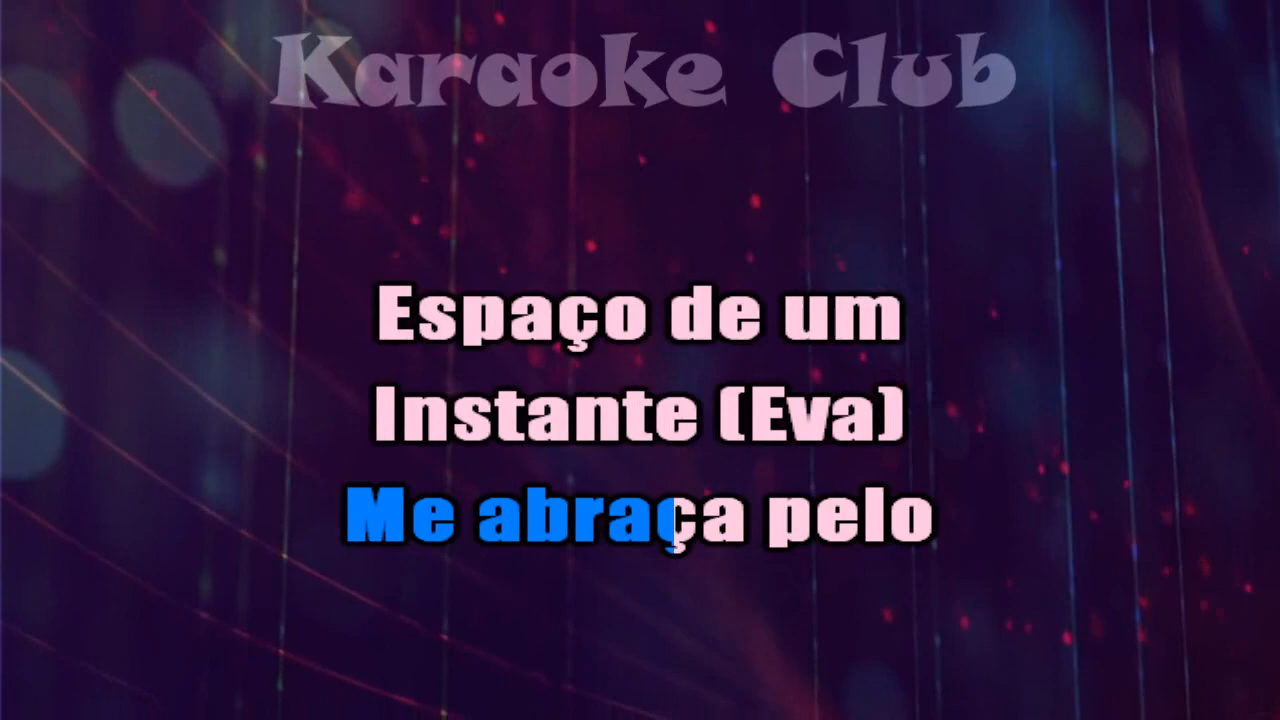 Karaoke Club
Espaço de um
Instante (Eva)
Me abraça pelo